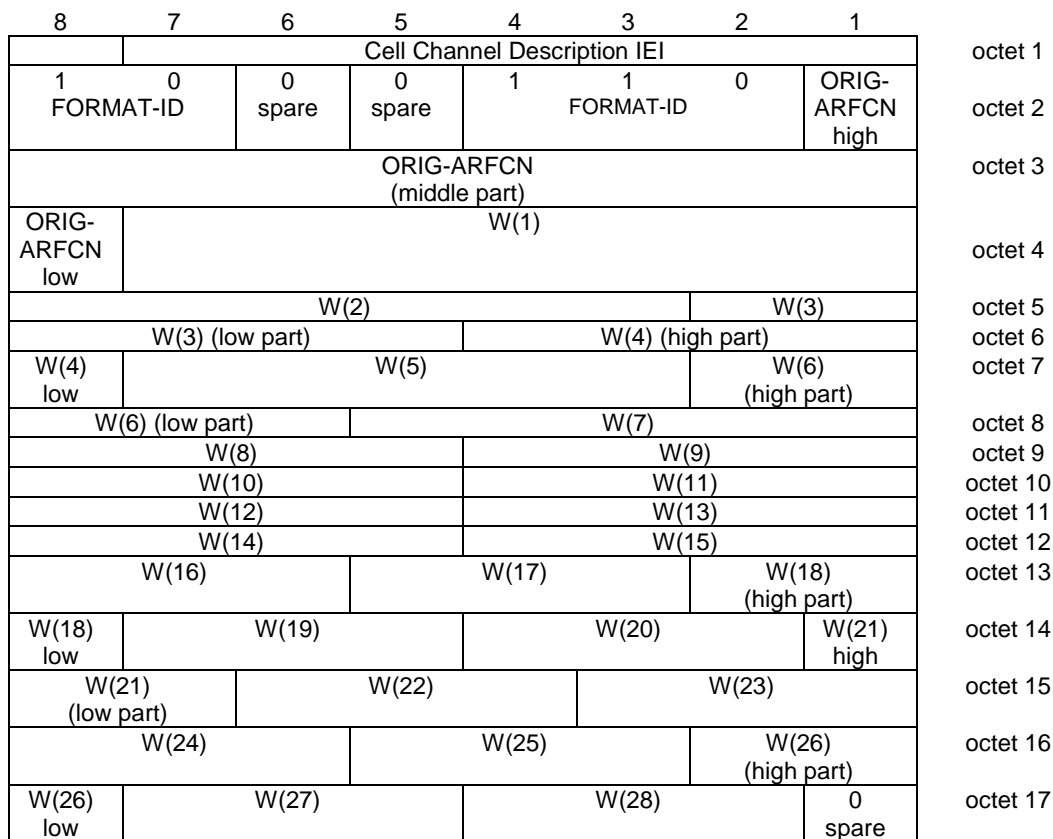 8 7 6 5 4 3 2 1
Cell Channel Description IEI octet 1
1 0 0 0 1 1 0 ORIG-
FORMAT-ID spare spare FORMAT-ID ARFCN octet 2
high
ORIG-ARFCN octet 3
(middle part)
ORIG- W(1)
ARFCN octet 4
low
W(2) W(3) octet 5
W(3) (low part) W(4) (high part) octet 6
W(4) W(5) W(6) octet 7
low (high part)
W(6) (low part) W(7) octet 8
W(8) W(9) octet 9
W(10) W(11) octet 10
W(12) W(13) octet 11
W(14) W(15) octet 12
W(16) W(17) W(18) octet 13
(high part)
W(18) W(19) W(20) W(21) octet 14
low high
W(21) W(22) W(23) octet 15
(low part)
W(24) W(25) W(26) octet 16
(high part)
W(26) W(27) W(28) 0 octet 17
low spare